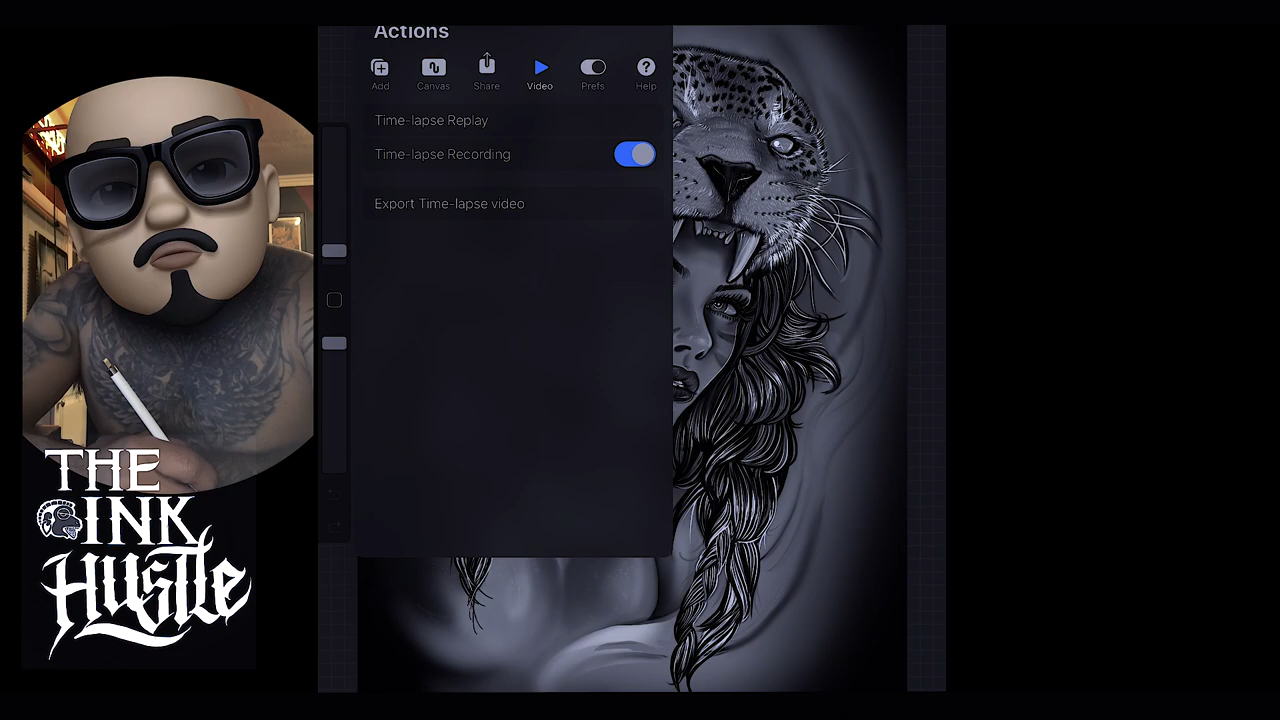 Actions
Add Canvas Share Video Prefs Help
Time-lapse Replay
Time-lapse Recording
Export Time-lapse video
THE
INK
HUSTLE